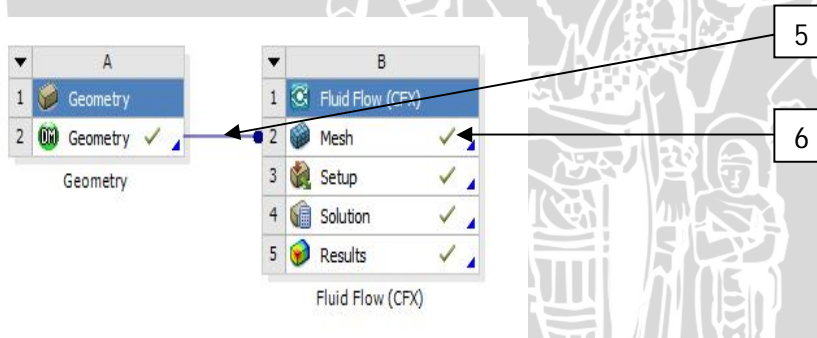 5
A
B
1 Geometry
1 Fluid Flow (CFX)
2 DM Geometry
2 Mesh
6
Geometry
3 Setup
4 Solution
5 Results
Fluid Flow (CFX)